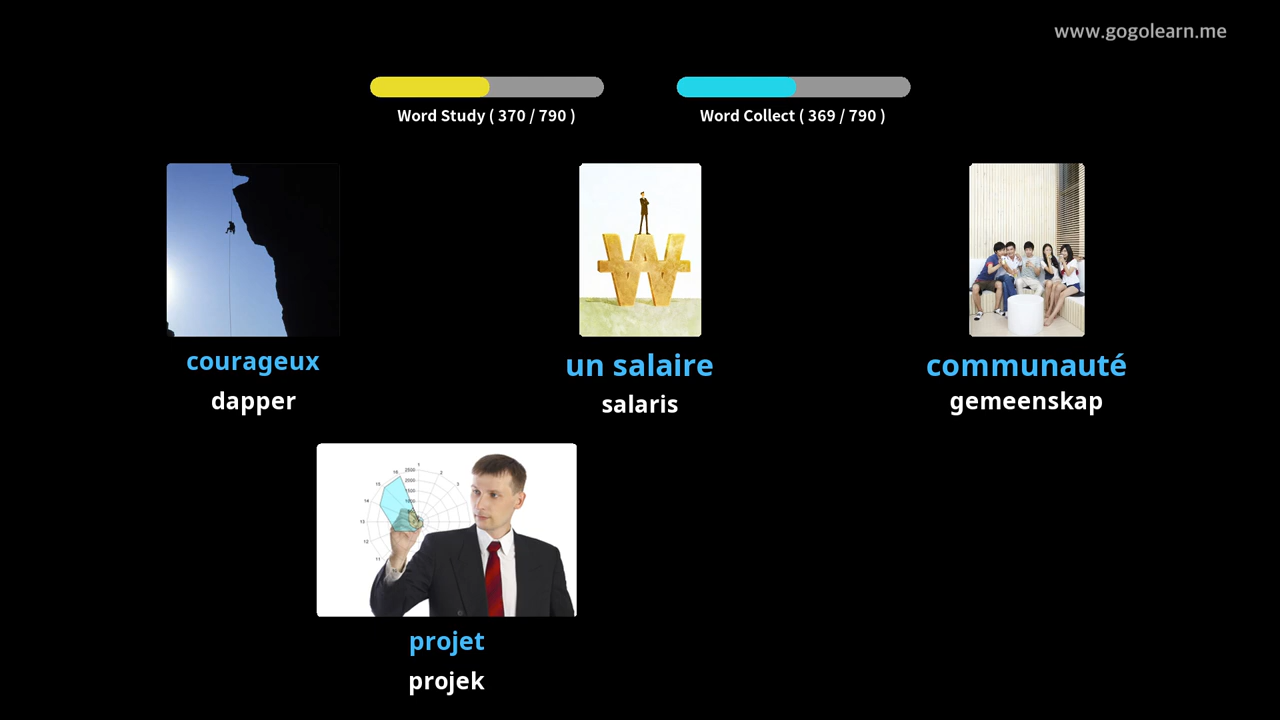 www.gogolearn.me
Word Study ( 370 / 790 )
Word Collect ( 369 / 790 )
courageux
dapper
un salaire
salaris
communauté
gemeenskap
projet
projek